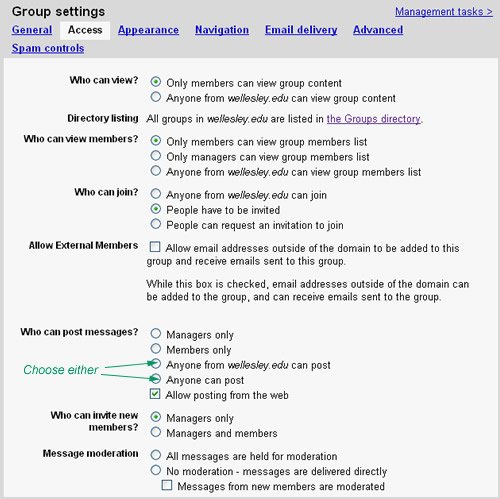 Group settings
Management tasks >
General Access Appearance Navigation Email delivery Advanced
Spam controls
Who can view? Only members can view group content
Anyone from wellesley.edu can view group content
Directory listing All groups in wellesley.edu are listed in the Groups directory.
Who can view members? Only members can view group members list
Only managers can view group members list
Anyone from wellesley.edu can view group members list
Who can join? Anyone from wellesley.edu can join
People have to be invited
People can request an invitation to join
Allow External Members Allow email addresses outside of the domain to be added to this
group and receive emails sent to this group.
While this box is checked, email addresses outside of the domain can
be added to the group, and can receive emails sent to the group.
Who can post messages? Managers only
Members only
Anyone from wellesley.edu can post
Choose either
Anyone can post
Allow posting from the web
Who can invite new Managers only
members? Managers and members
Message moderation All messages are held for moderation
No moderation - messages are delivered directly
Messages from new members are moderated